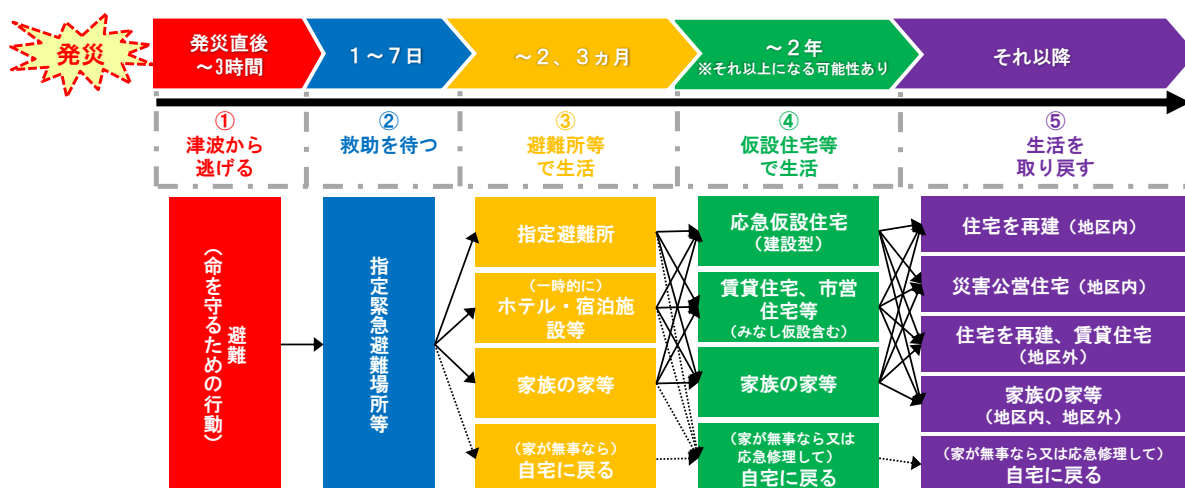 発災
発災直後
～3時間
１～７日
～２、３ヵ月
～２年
※それ以上になる可能性あり
それ以降
①
津波から
逃げる
②
救助を待つ
③
避難所等
で生活
④
仮設住宅等
で生活
⑤
生活を
取り戻す
避難
（命を守るための行動）
指定緊急避難場所等
指定避難所
（一時的に）
ホテル・宿泊施
設等
家族の家等
（家が無事なら）
自宅に戻る
応急仮設住宅
（建設型）
賃貸住宅、市営
住宅等
（みなし仮設含む）
家族の家等
（家が無事なら又は
応急修理して）
自宅に戻る
住宅を再建（地区内）
災害公営住宅（地区内）
住宅を再建、賃貸住宅
（地区外）
家族の家等
（地区内、地区外）
（家が無事なら又は応急修理して）
自宅に戻る